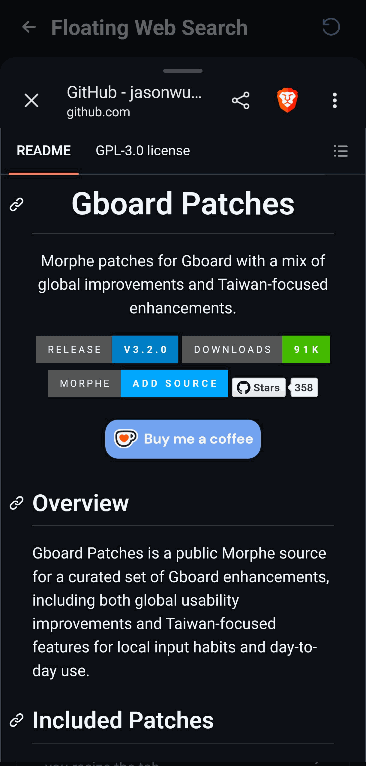 Floating Web Search
GitHub - jasonwu...
github.com
README GPL-3.0 license
Gboard Patches
Morphe patches for Gboard with a mix of
global improvements and Taiwan-focused
enhancements.
RELEASE V3.2.0 DOWNLOADS 91K
MORPHE ADD SOURCE Stars 358
Buy me a coffee
Overview
Gboard Patches is a public Morphe source
for a curated set of Gboard enhancements,
including both global usability
improvements and Taiwan-focused
features for local input habits and day-to-
day use.
Included Patches